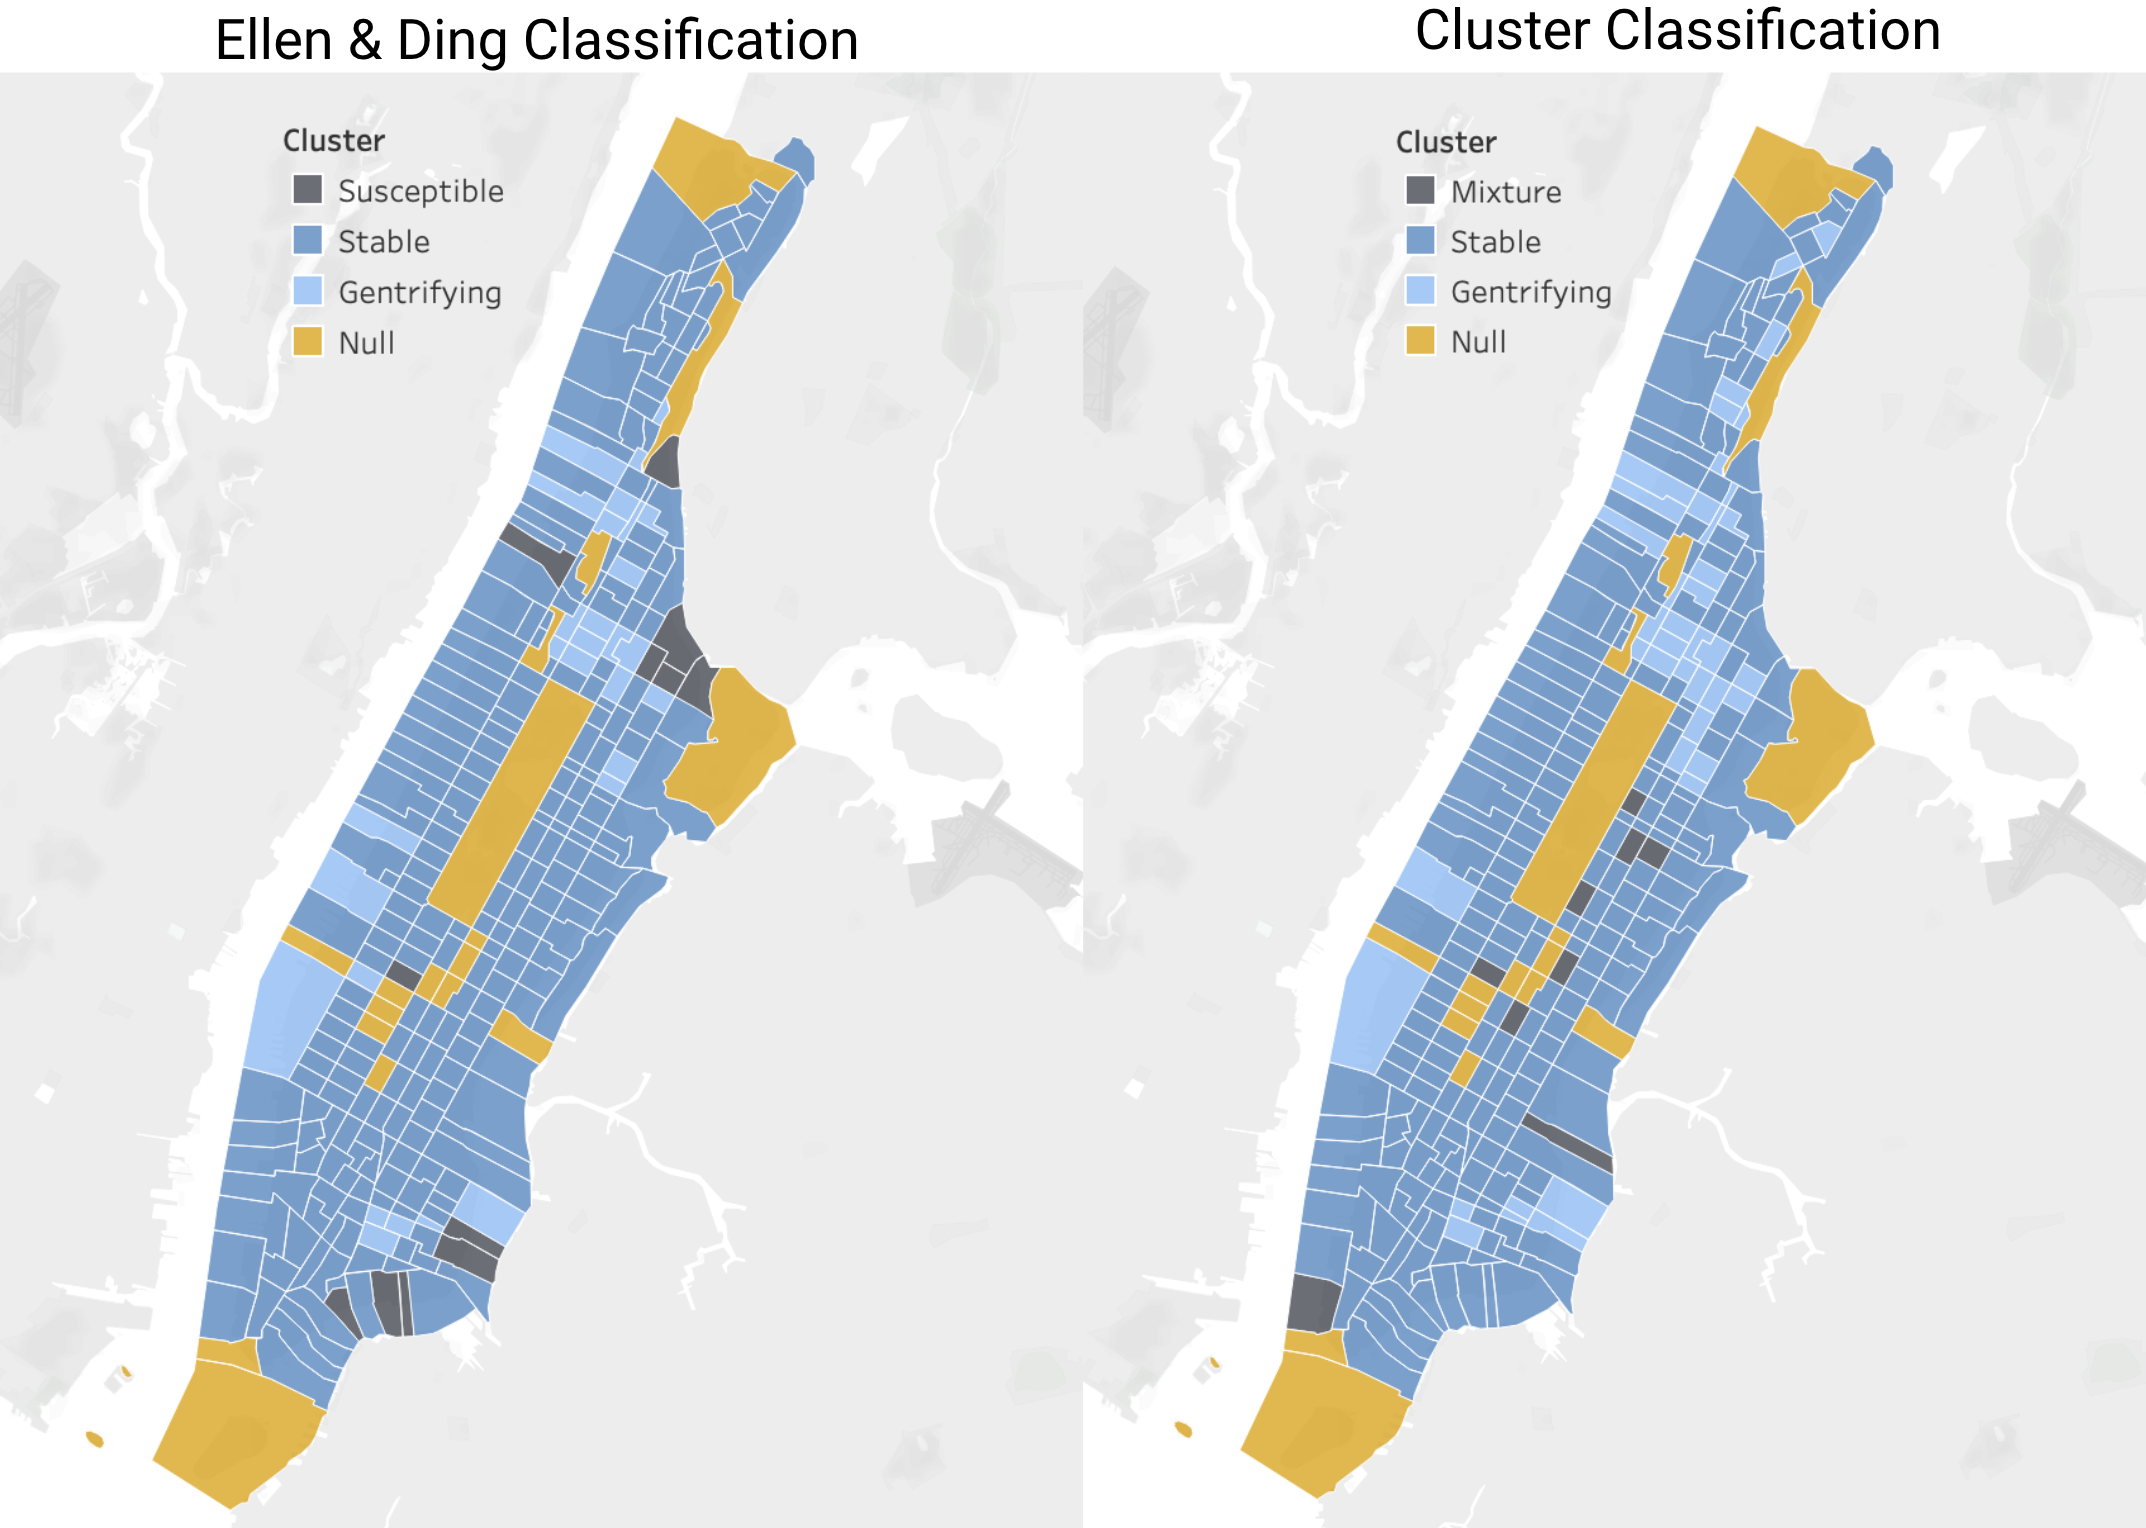 Ellen & Ding Classification
Cluster
Susceptible
Stable
Gentrifying
Null
Cluster Classification
Cluster
Mixture
Stable
Gentrifying
Null